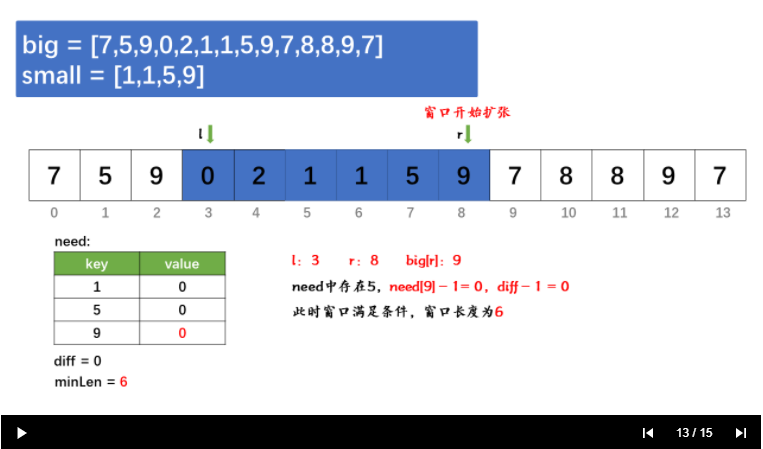 big = [7,5,9,0,2,1,1,5,9,7,8,8,9,7]
small = [1,1,5,9]
窗口开始扩张
l r
7 5 9 0 2 1 1 5 9 7 8 8 9 7
0 1 2 3 4 5 6 7 8 9 10 11 12 13
need:
key value
1 0
5 0
9 0
diff = 0
minLen = 6
l: 3 r: 8 big[r]: 9
need中存在5, need[9] - 1= 0, diff - 1 = 0
此时窗口满足条件, 窗口长度为6
13 / 15